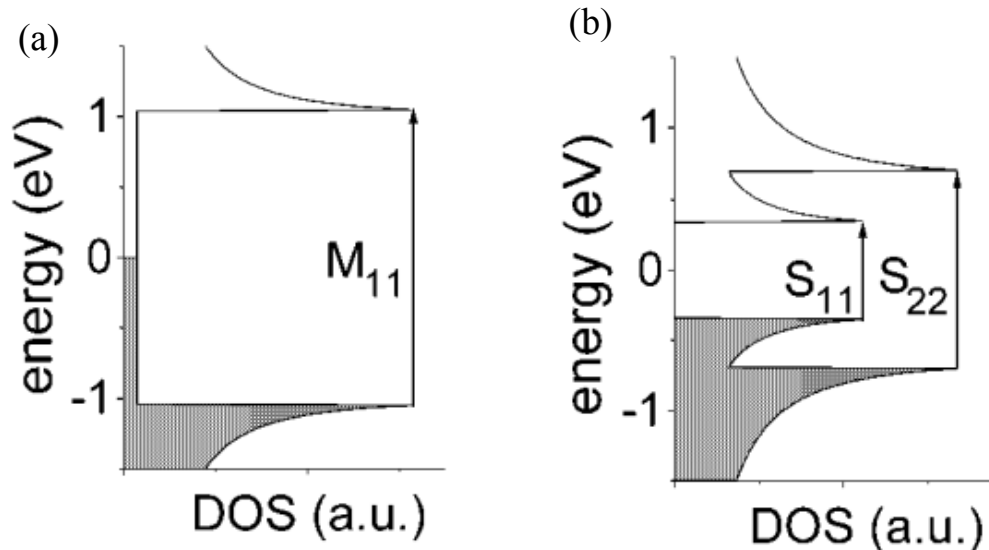 (a)
energy (eV)
1
0
-1
M11
DOS (a.u.)
(b)
energy (eV)
1
0
-1
S11
S22
DOS (a.u.)